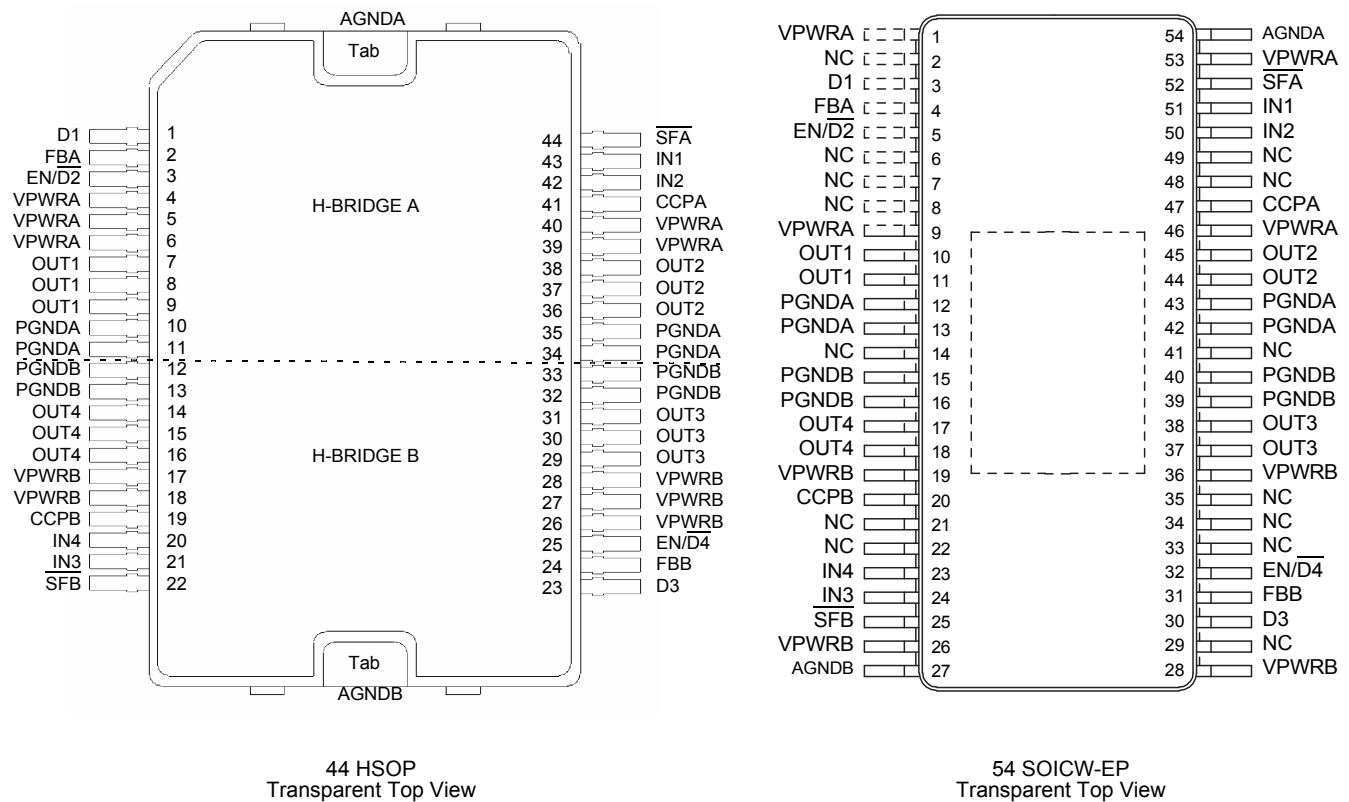 AGNDA
Tab
D1 1
FBA 2
EN/D2 3
VPWRA 4
VPWRA 5
VPWRA 6
OUT1 7
OUT1 8
OUT1 9
PGNDA 10
PGNDA 11
PGNDB 12
PGNDB 13
OUT4 14
OUT4 15
OUT4 16
VPWRB 17
VPWRB 18
CCPB 19
IN4 20
IN3 21
SFB 22
H-BRIDGE A
H-BRIDGE B
44 SFA
43 IN1
42 IN2
41 CCPA
40 VPWRA
39 VPWRA
38 OUT2
37 OUT2
36 OUT2
35 PGNDA
34 PGNDA
33 PGNDB
32 PGNDB
31 OUT3
30 OUT3
29 OUT3
28 VPWRB
27 VPWRB
26 VPWRB
25 EN/D4
24 FBB
23 D3
Tab
AGNDB
44 HSOP
Transparent Top View
VPWRA 1
NC 2
D1 3
FBA 4
EN/D2 5
NC 6
NC 7
NC 8
VPWRA 9
OUT1 10
OUT1 11
PGNDA 12
PGNDA 13
NC 14
PGNDB 15
PGNDB 16
OUT4 17
OUT4 18
VPWRB 19
CCPB 20
NC 21
NC 22
IN4 23
IN3 24
SFB 25
VPWRB 26
AGNDB 27
54 AGNDA
53 VPWRA
52 SFA
51 IN1
50 IN2
49 NC
48 NC
47 CCPA
46 VPWRA
45 OUT2
44 OUT2
43 PGNDA
42 PGNDA
41 NC
40 PGNDB
39 PGNDB
38 OUT3
37 OUT3
36 VPWRB
35 NC
34 NC
33 NC
32 EN/D4
31 FBB
30 D3
29 NC
28 VPWRB
54 SOICW-EP
Transparent Top View